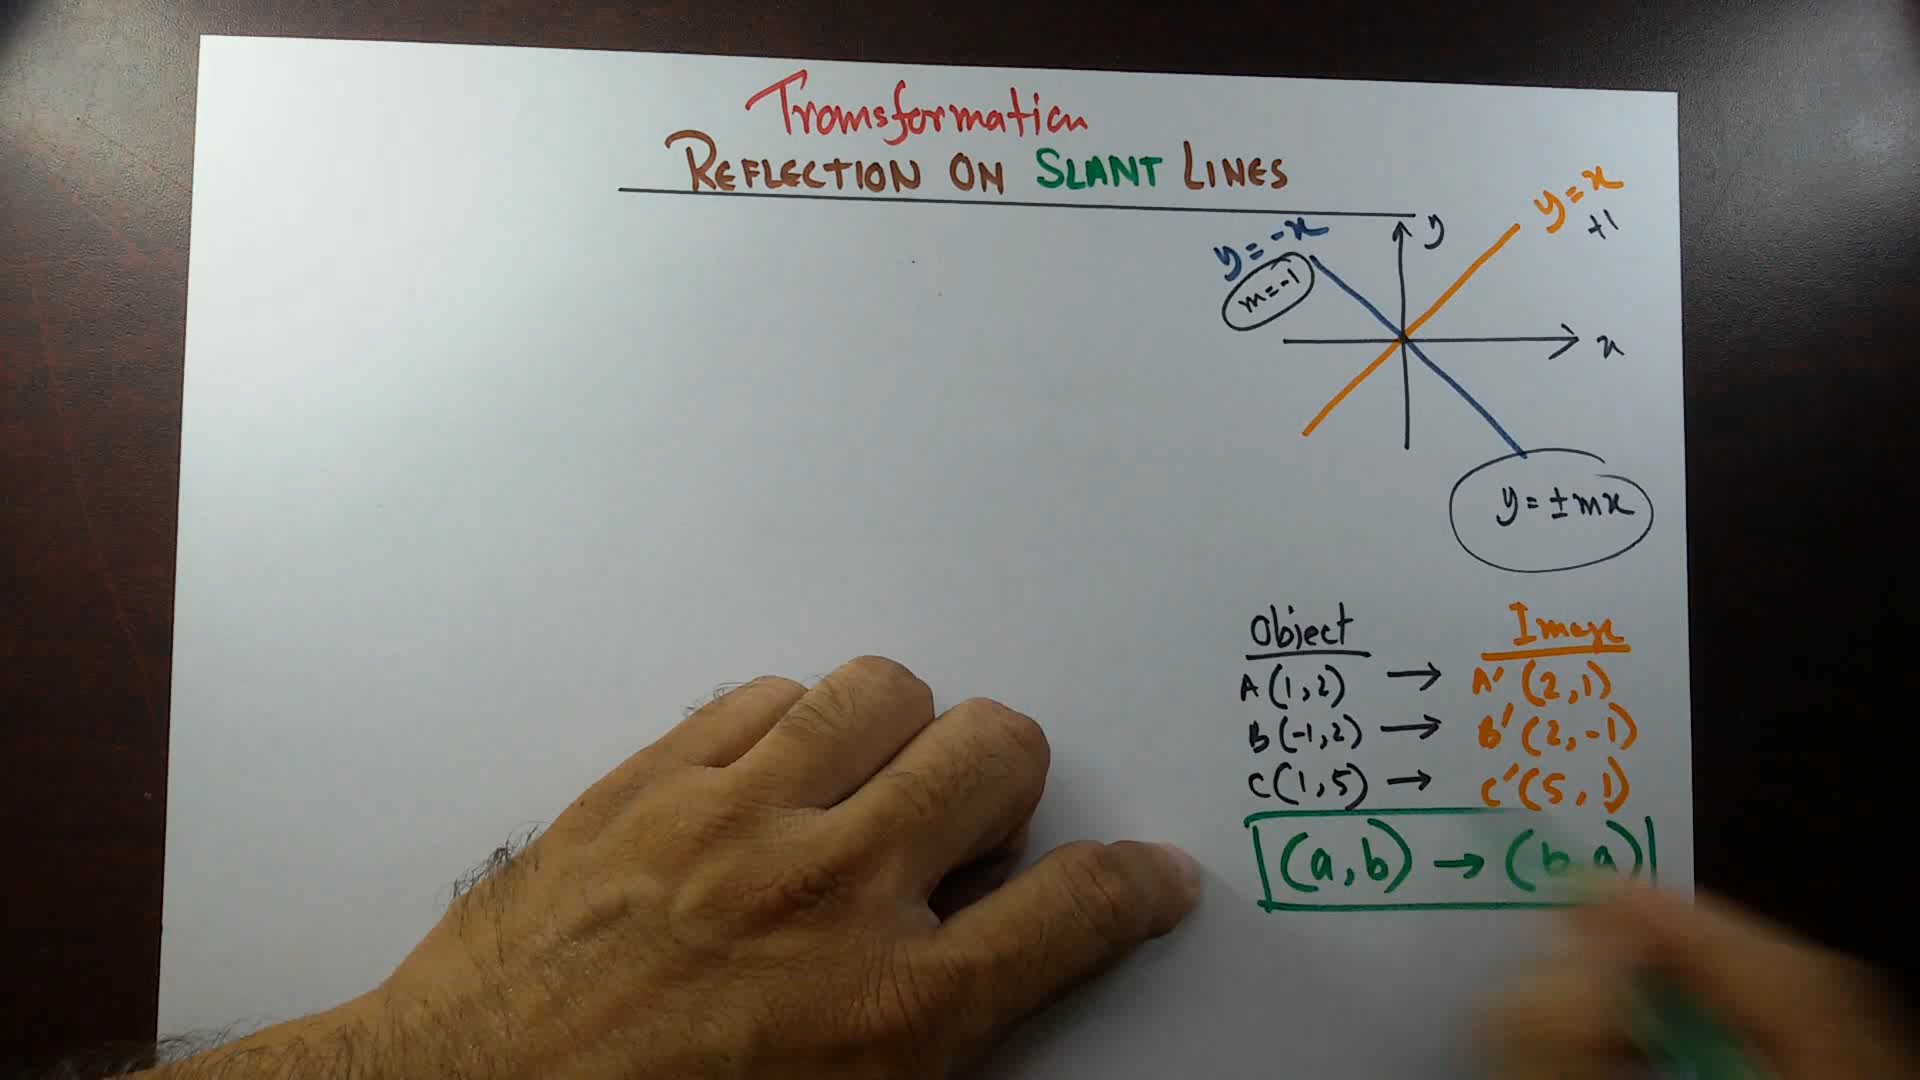 Transformation
REFLECTION ON SLANT LINES
y = x
+1
y = -x
m = -1
y
x
y = ± mx
Object Image
A (1,2) → A' (2,1)
B (-1,2) → B' (2,-1)
C (1,5) → C' (5,1)
(a,b) → (b,a)